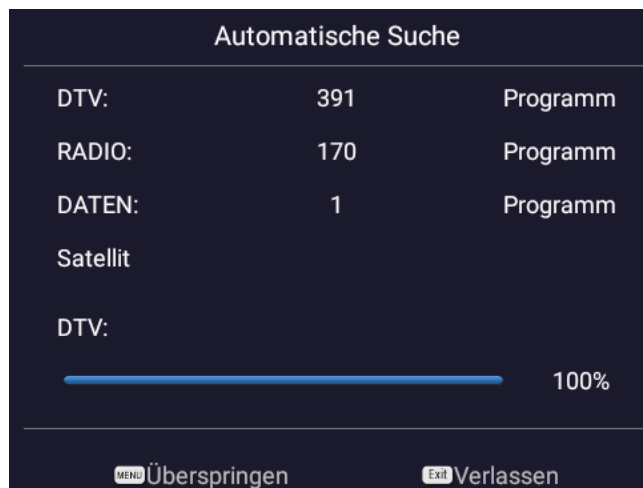 Automatische Suche
DTV: 391 Programm
RADIO: 170 Programm
DATEN: 1 Programm
Satellit
DTV:
100%
MENU Überspringen Exit Verlassen